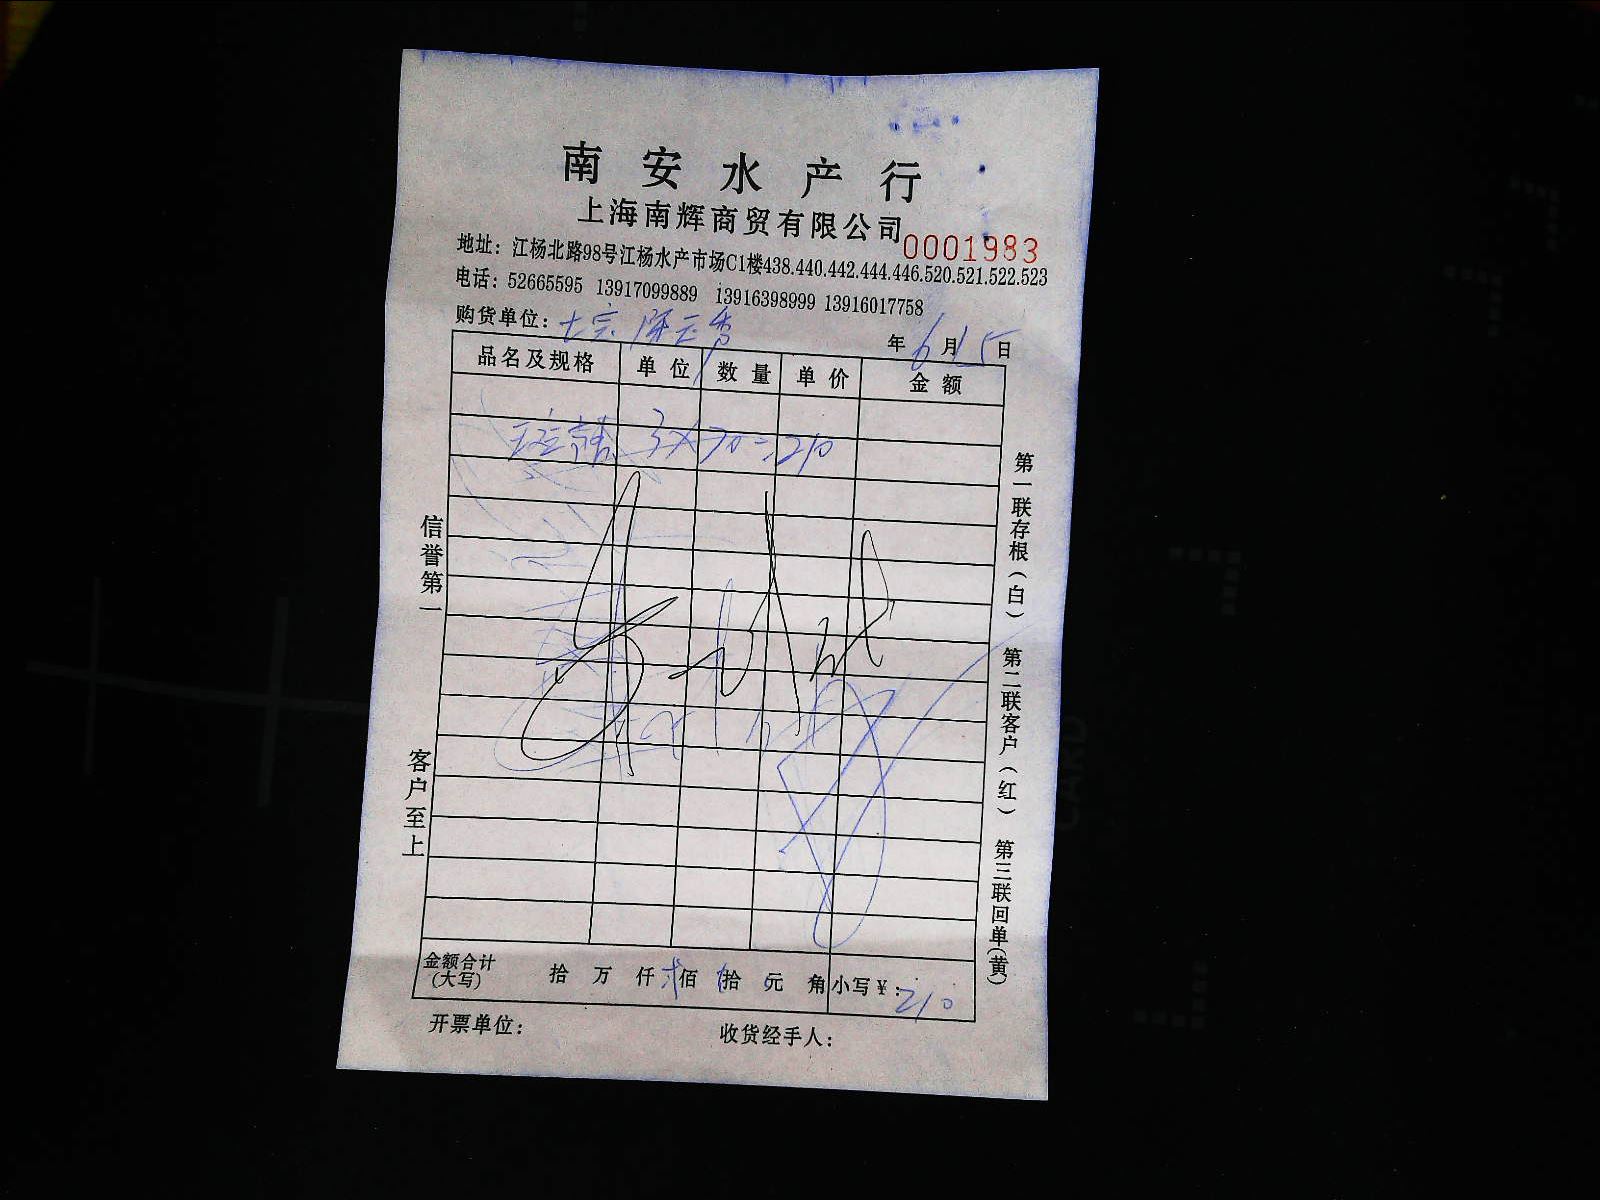 南安水产行
上海南辉商贸有限公司
0001983
地址：江杨北路98号江杨水产市场C1楼438.440.442.444.446.520.521.522.523
电话：52665595 13917099889 13916398999 13916017758
购货单位：
年6月15日
品名及规格 单位 数量 单价 金额
3×70=210
信誉第一
客户至上
第一联存根（白）
第二联客户（红）
第三联回单(黄)
金额合计(大写) 拾 万 仟 贰佰 拾 元 角 小写￥：210
开票单位：
收货经手人：